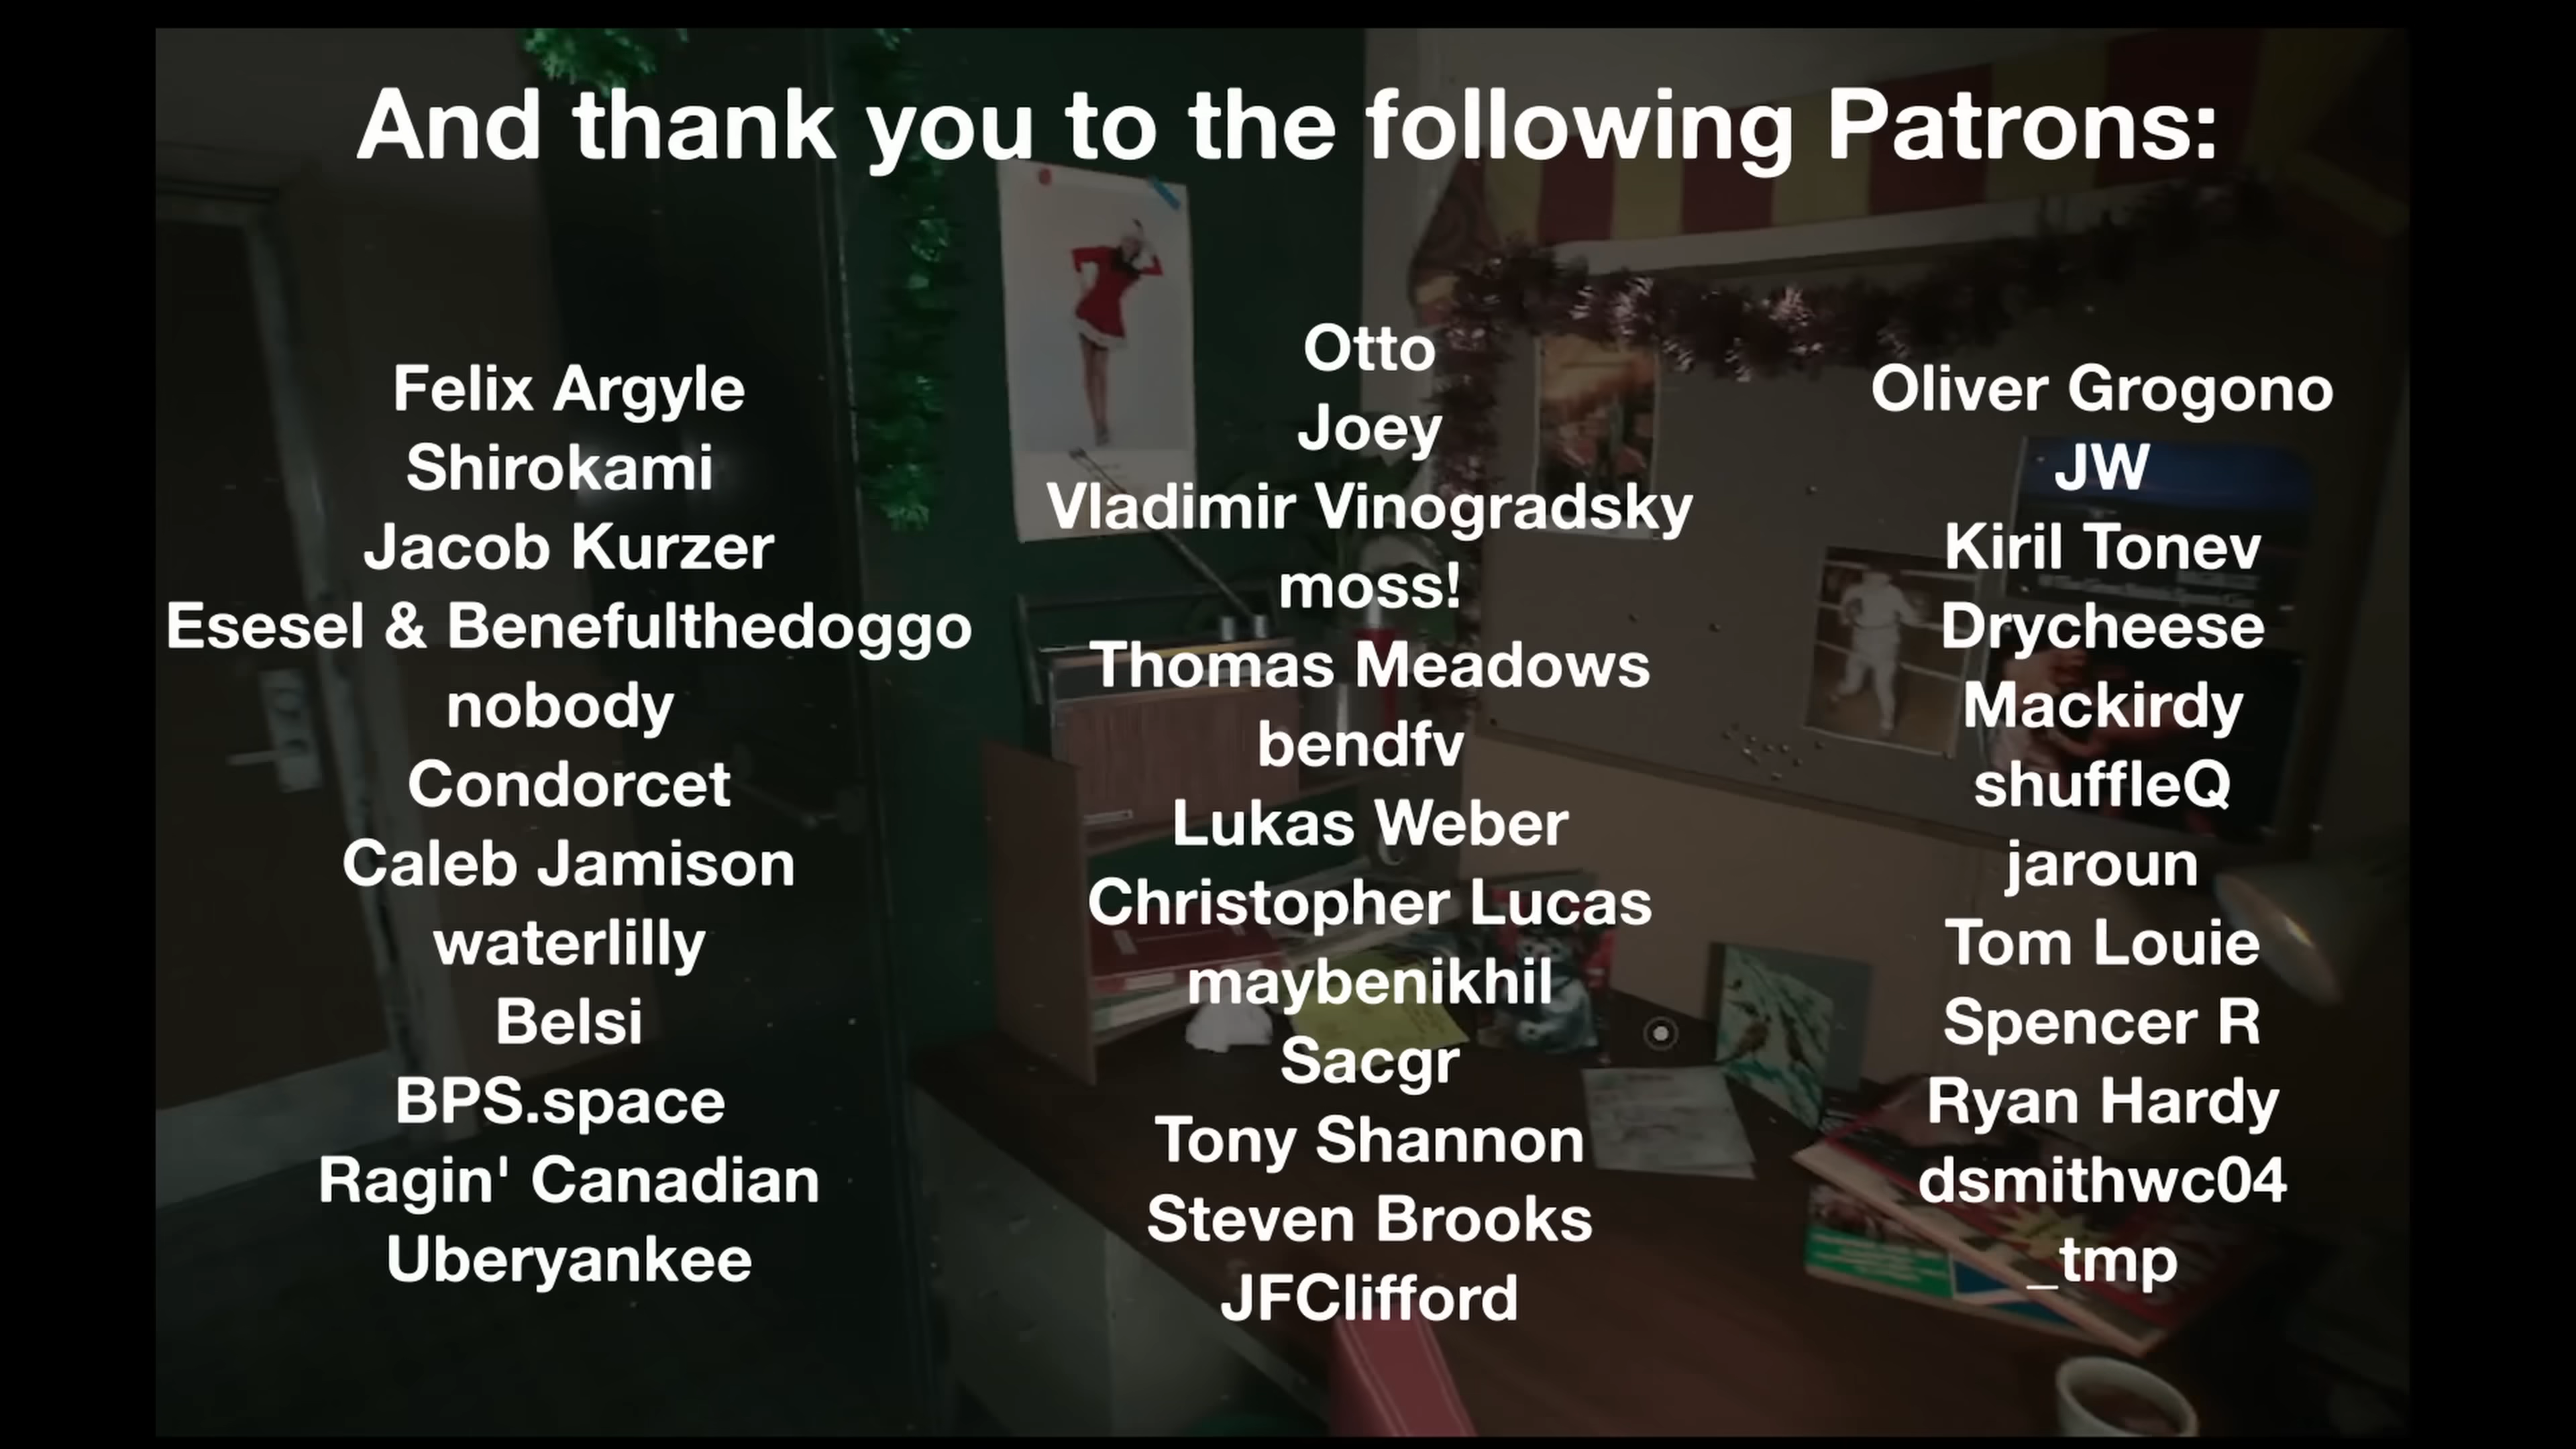 And thank you to the following Patrons:
Felix Argyle
Shirokami
Jacob Kurzer
Esesel & Benefulthedoggo
nobody
Condorcet
Caleb Jamison
waterlilly
Belsi
BPS.space
Ragin' Canadian
Uberyankee
Otto
Joey
Vladimir Vinogradsky
moss!
Thomas Meadows
bendfv
Lukas Weber
Christopher Lucas
maybenikhil
Sacgr
Tony Shannon
Steven Brooks
JFClifford
Oliver Grogono
JW
Kiril Tonev
Drycheese
Mackirdy
shuffleQ
jaroun
Tom Louie
Spencer R
Ryan Hardy
dsmithwc04
_tmp